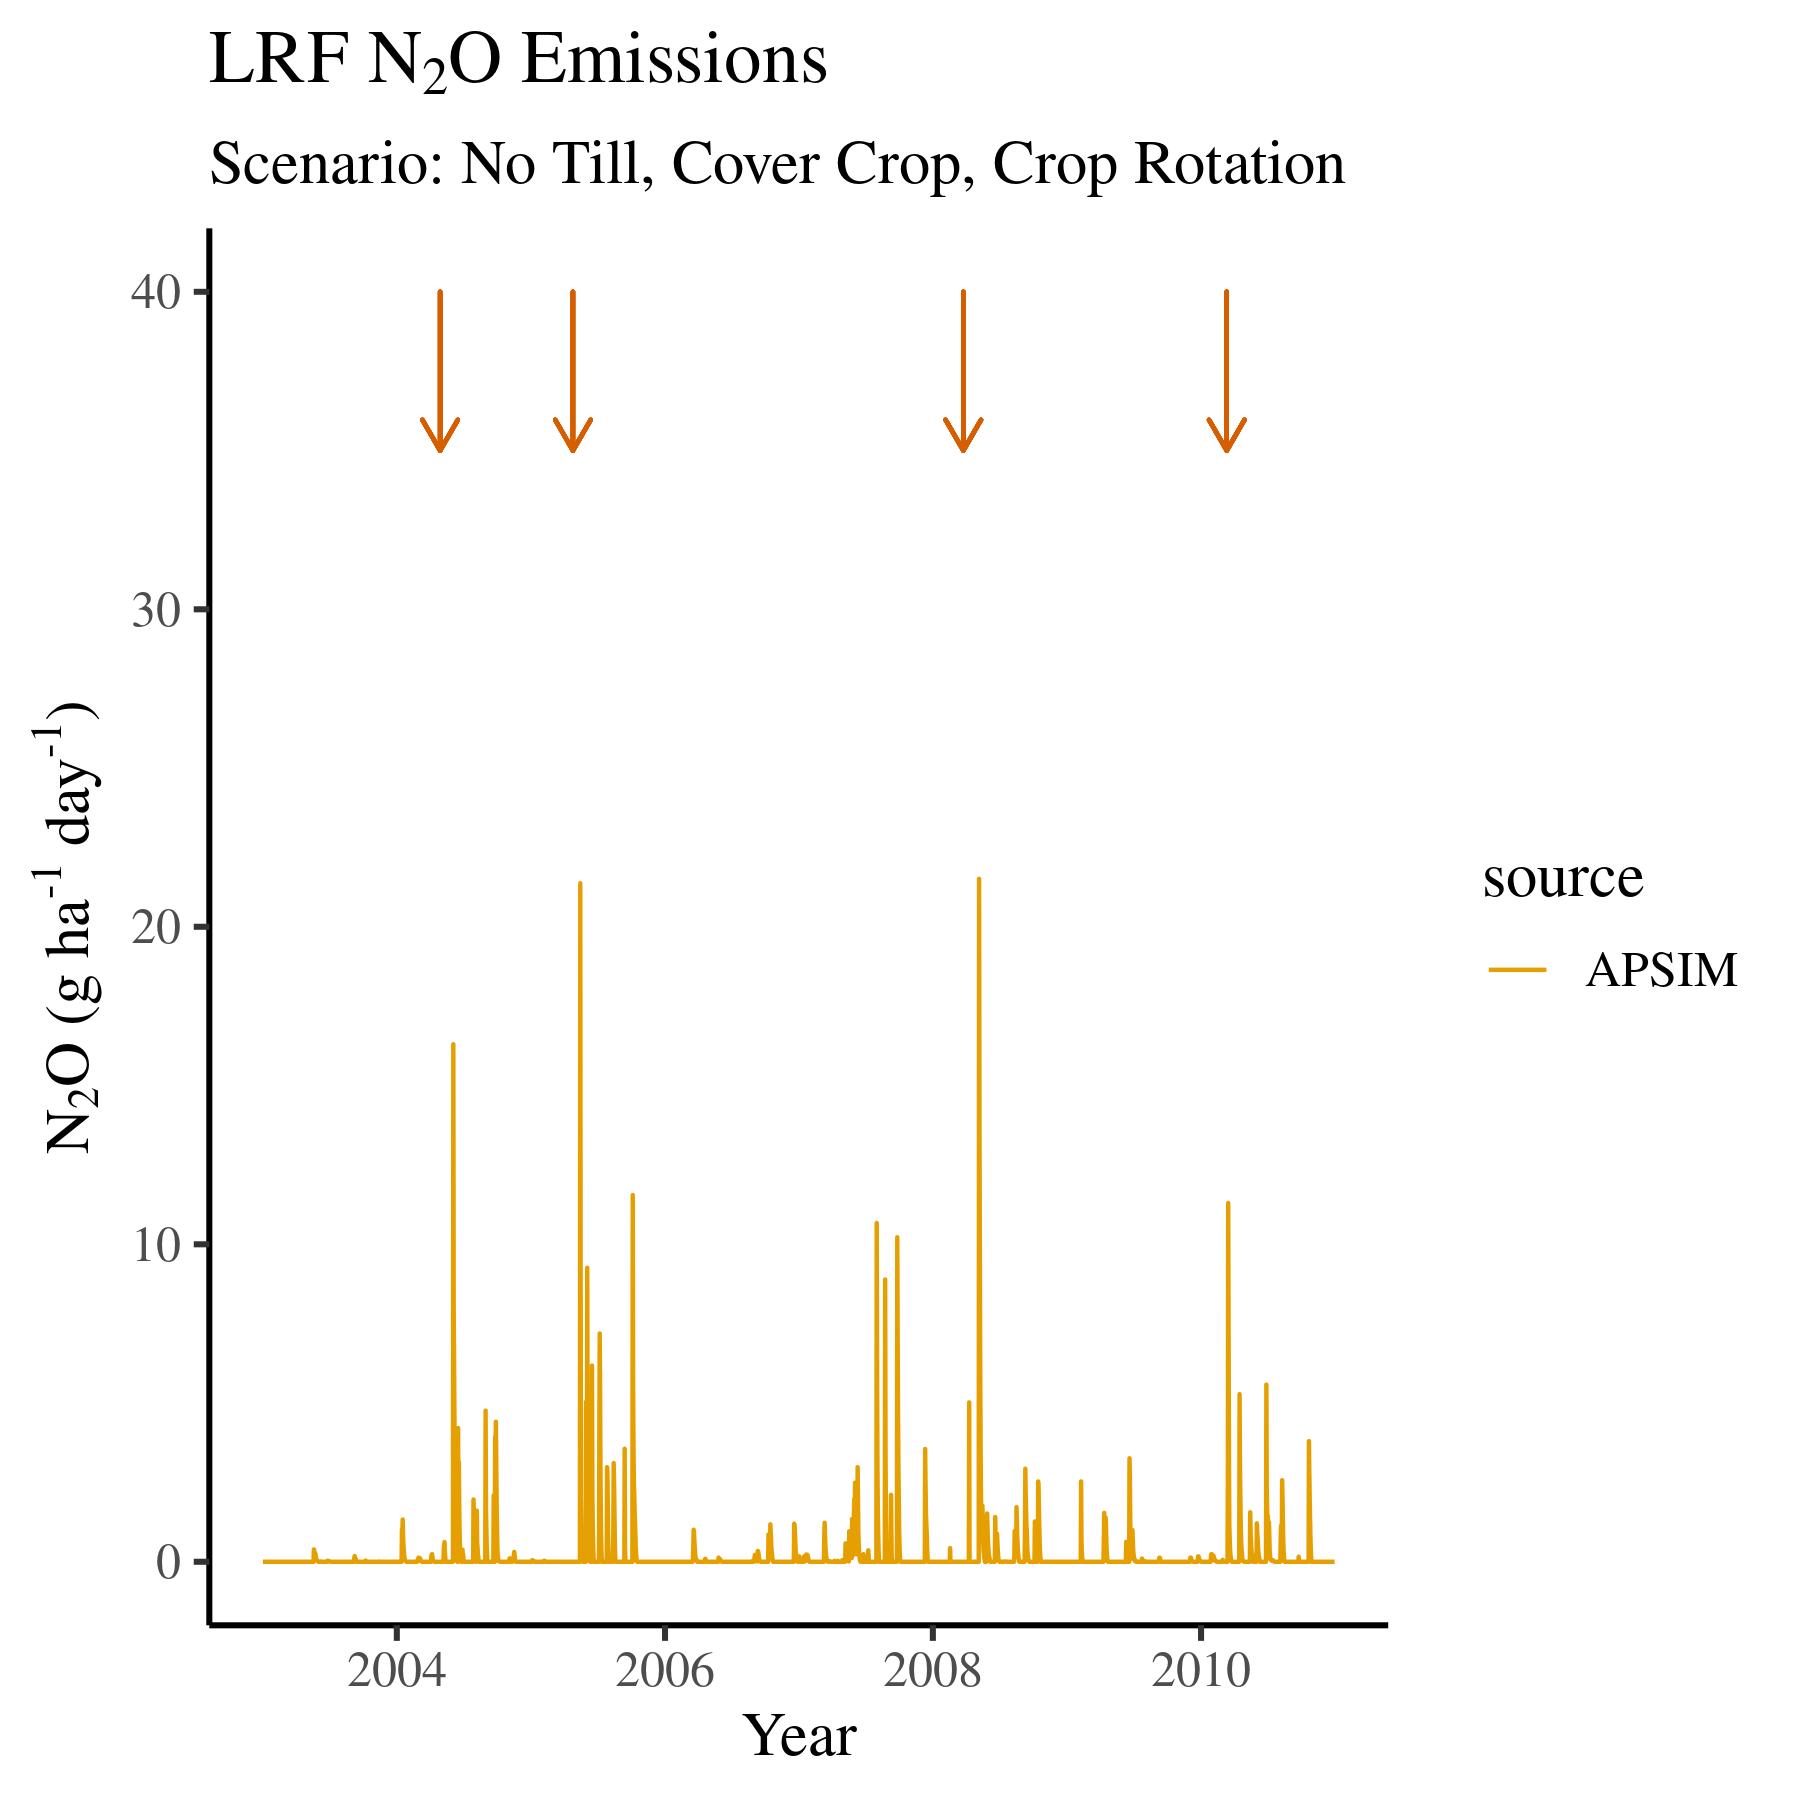 LRF N₂O Emissions
Scenario: No Till, Cover Crop, Crop Rotation
40
30
20
10
0
N₂O (g ha⁻¹ day⁻¹)
2004 2006 2008 2010
Year
source
APSIM